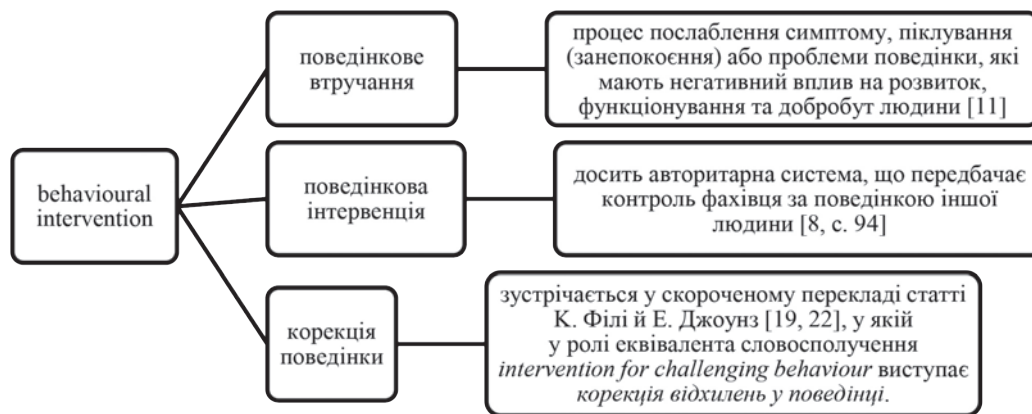 behavioural
intervention
поведінкове
втручання
процес послаблення симптому, піклування
(занепокоєння) або проблеми поведінки, які
мають негативний вплив на розвиток,
функціонування та добробут людини [11]
поведінкова
інтервенція
досить авторитарна система, що передбачає
контроль фахівця за поведінкою іншої
людини [8, с. 94]
корекція
поведінки
зустрічається у скороченому перекладі статті
К. Філі й Е. Джоунз [19, 22], у якій
у ролі еквівалента словосполучення
intervention for challenging behaviour виступає
корекція відхилень у поведінці.